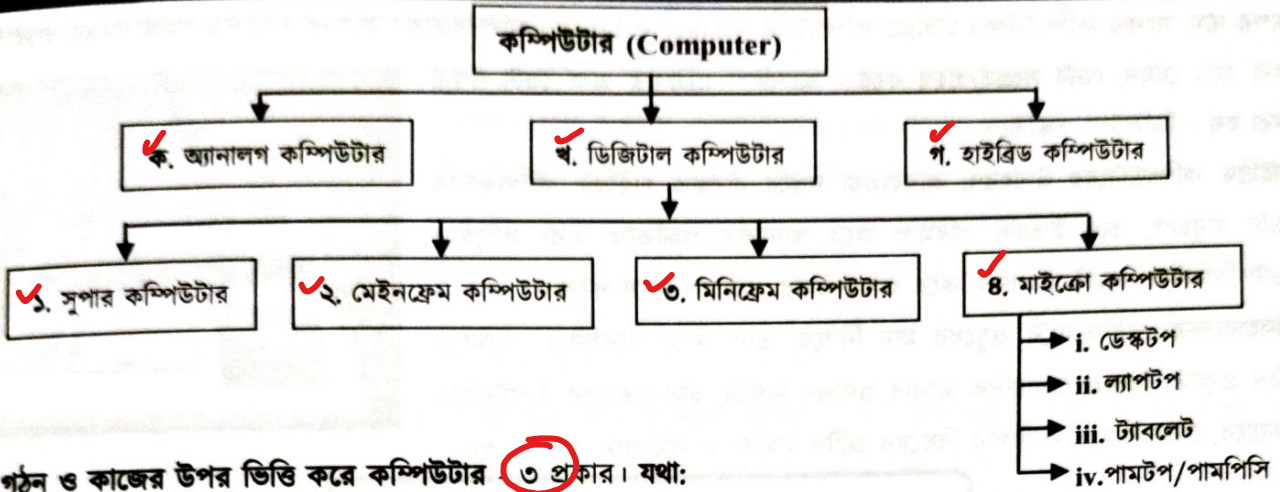 কম্পিউটার (Computer)
ক. অ্যানালগ কম্পিউটার
খ. ডিজিটাল কম্পিউটার
গ. হাইব্রিড কম্পিউটার
১. সুপার কম্পিউটার
২. মেইনফ্রেম কম্পিউটার
৩. মিনিফ্রেম কম্পিউটার
৪. মাইক্রো কম্পিউটার
i. ডেস্কটপ
ii. ল্যাপটপ
iii. ট্যাবলেট
iv.পামটপ/পামপিসি
গঠন ও কাজের উপর ভিত্তি করে কম্পিউটার ৩ প্রকার। যথা: